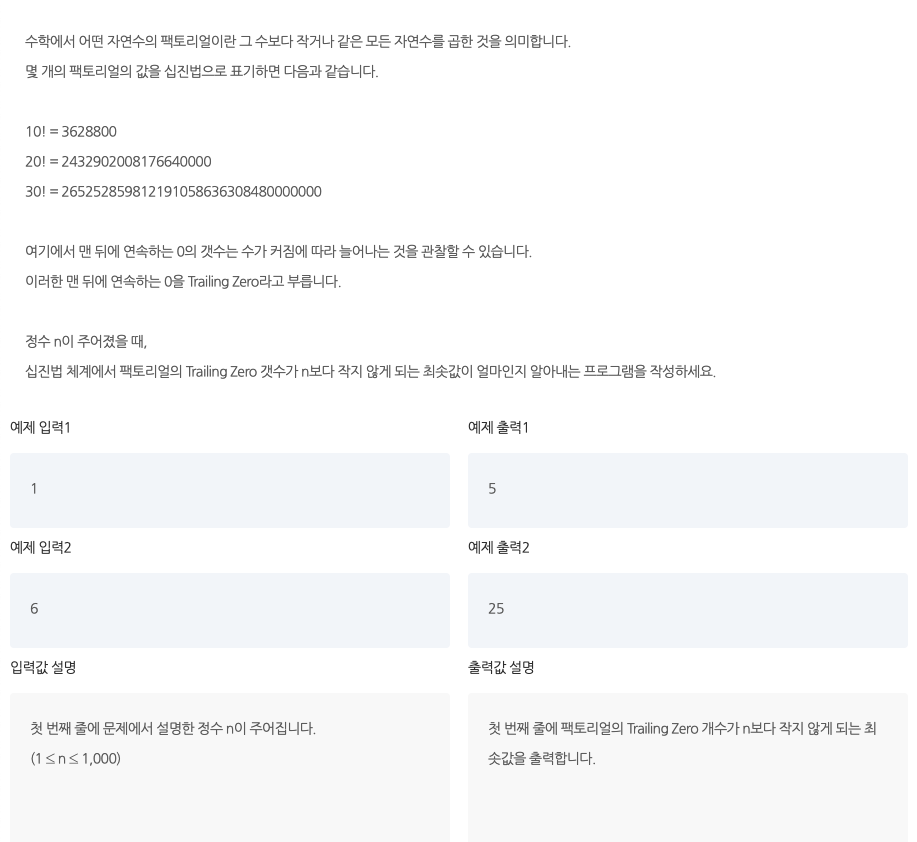 수학에서 어떤 자연수의 팩토리얼이란 그 수보다 작거나 같은 모든 자연수를 곱한 것을 의미합니다.
몇 개의 팩토리얼의 값을 십진법으로 표기하면 다음과 같습니다.
10! = 3628800
20! = 2432902008176640000
30! = 265252859812191058636308480000000
여기에서 맨 뒤에 연속하는 0의 갯수는 수가 커짐에 따라 늘어나는 것을 관찰할 수 있습니다.
이러한 맨 뒤에 연속하는 0을 Trailing Zero라고 부릅니다.
정수 n이 주어졌을 때,
십진법 체계에서 팩토리얼의 Trailing Zero 갯수가 n보다 작지 않게 되는 최솟값이 얼마인지 알아내는 프로그램을 작성하세요.
예제 입력1
예제 출력1
1
5
예제 입력2
예제 출력2
6
25
입력값 설명
출력값 설명
첫 번째 줄에 문제에서 설명한 정수 n이 주어집니다.
(1 ≤ n ≤ 1,000)
첫 번째 줄에 팩토리얼의 Trailing Zero 개수가 n보다 작지 않게 되는 최
솟값을 출력합니다.